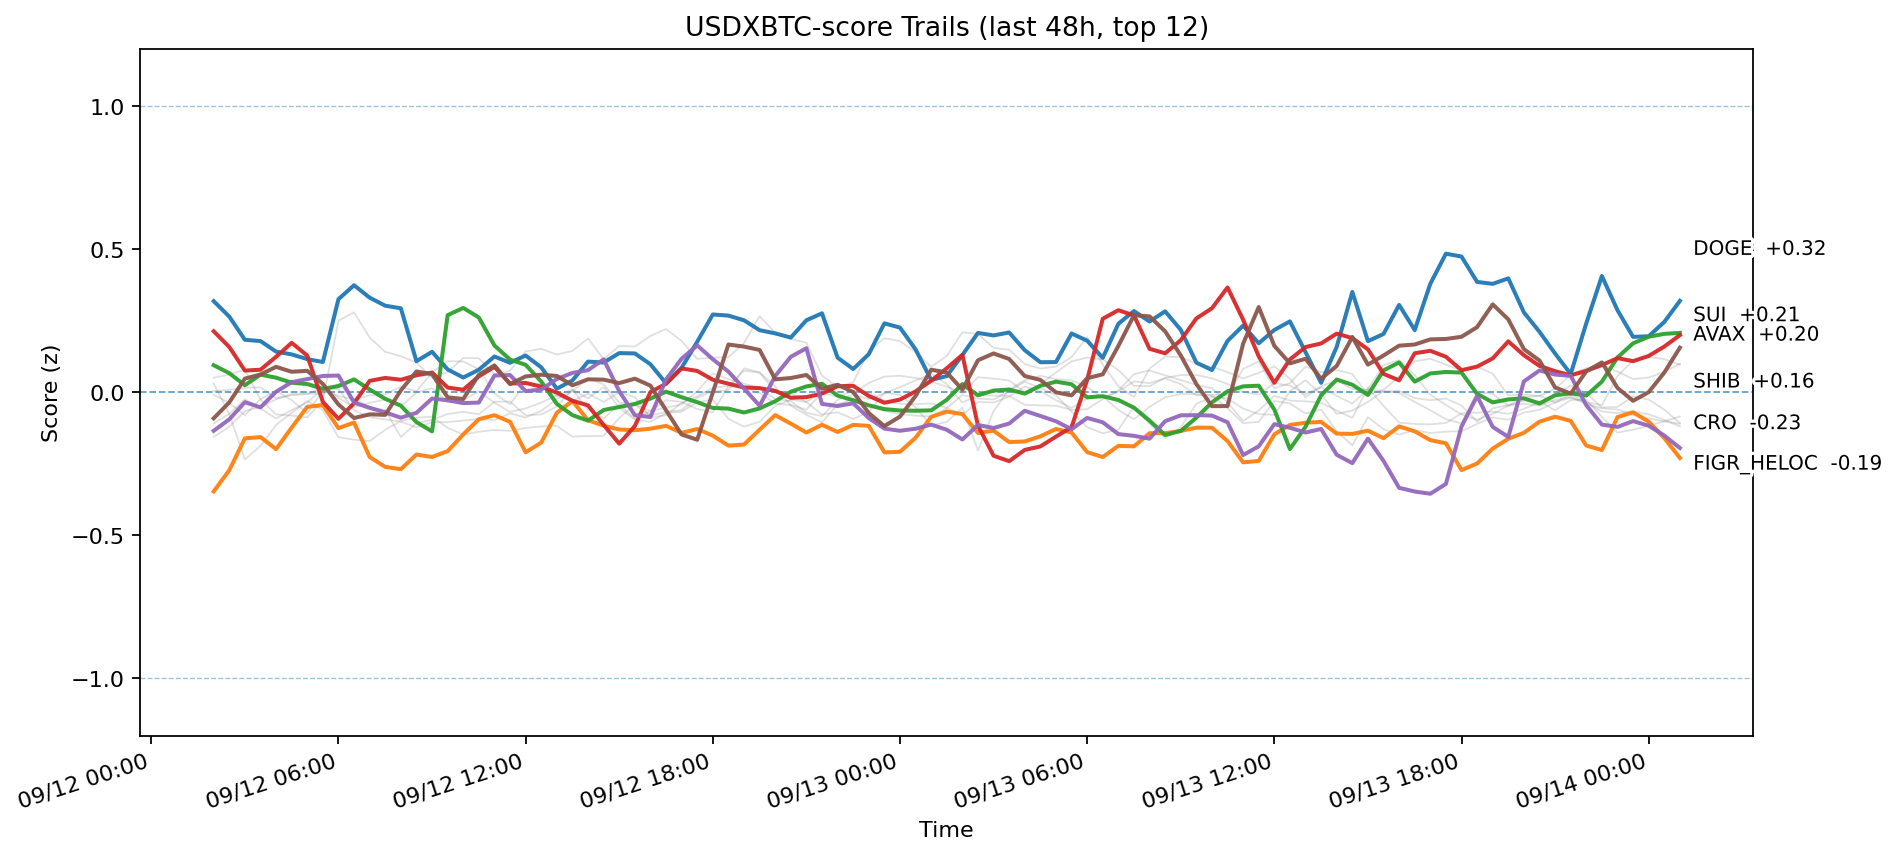 USDXBTC-score Trails (last 48h, top 12)
Score (z)
1.0
0.5
0.0
−0.5
−1.0
DOGE +0.32
SUI +0.21
AVAX +0.20
SHIB +0.16
CRO -0.23
FIGR_HELOC -0.19
09/12 00:00
09/12 06:00
09/12 12:00
09/12 18:00
09/13 00:00
09/13 06:00
09/13 12:00
09/13 18:00
09/14 00:00
Time